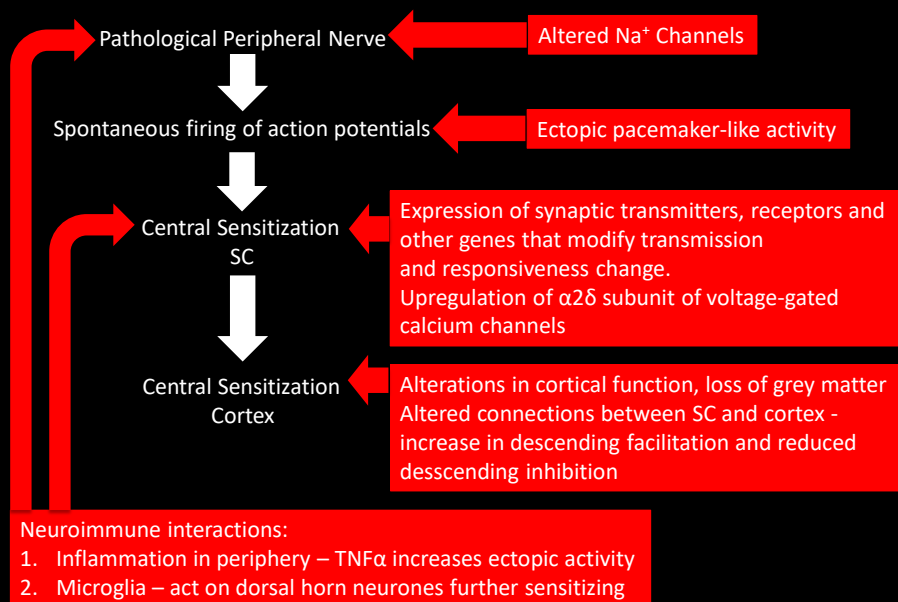 Pathological Peripheral Nerve
Altered Na⁺ Channels
Spontaneous firing of action potentials
Ectopic pacemaker-like activity
Central Sensitization
SC
Expression of synaptic transmitters, receptors and
other genes that modify transmission
and responsiveness change.
Upregulation of α2δ subunit of voltage-gated
calcium channels
Central Sensitization
Cortex
Alterations in cortical function, loss of grey matter
Altered connections between SC and cortex -
increase in descending facilitation and reduced
desscending inhibition
Neuroimmune interactions:
1. Inflammation in periphery – TNFα increases ectopic activity
2. Microglia – act on dorsal horn neurones further sensitizing